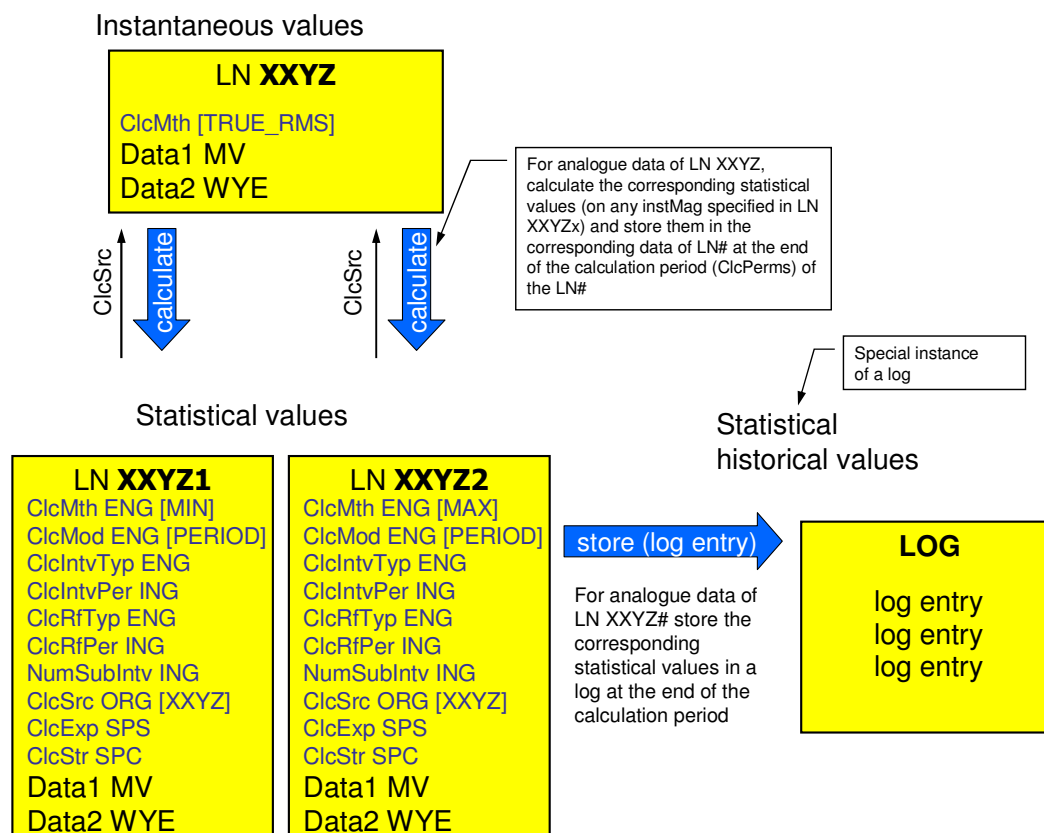 Instantaneous values
LN XXYZ
ClcMth [TRUE_RMS]
Data1 MV
Data2 WYE
For analogue data of LN XXYZ,
calculate the corresponding statistical
values (on any instMag specified in LN
XXYZx) and store them in the
corresponding data of LN# at the end
of the calculation period (ClcPerms) of
the LN#
ClcSrc
calculate
ClcSrc
calculate
Special instance
of a log
Statistical values
Statistical
historical values
LN XXYZ1
ClcMth ENG [MIN]
ClcMod ENG [PERIOD]
ClcIntvTyp ENG
ClcIntvPer ING
ClcRfTyp ENG
ClcRfPer ING
NumSubIntv ING
ClcSrc ORG [XXYZ]
ClcExp SPS
ClcStr SPC
Data1 MV
Data2 WYE
LN XXYZ2
ClcMth ENG [MAX]
ClcMod ENG [PERIOD]
ClcIntvTyp ENG
ClcIntvPer ING
ClcRfTyp ENG
ClcRfPer ING
NumSubIntv ING
ClcSrc ORG [XXYZ]
ClcExp SPS
ClcStr SPC
Data1 MV
Data2 WYE
store (log entry)
For analogue data of
LN XXYZ# store the
corresponding
statistical values in a
log at the end of the
calculation period
LOG
log entry
log entry
log entry